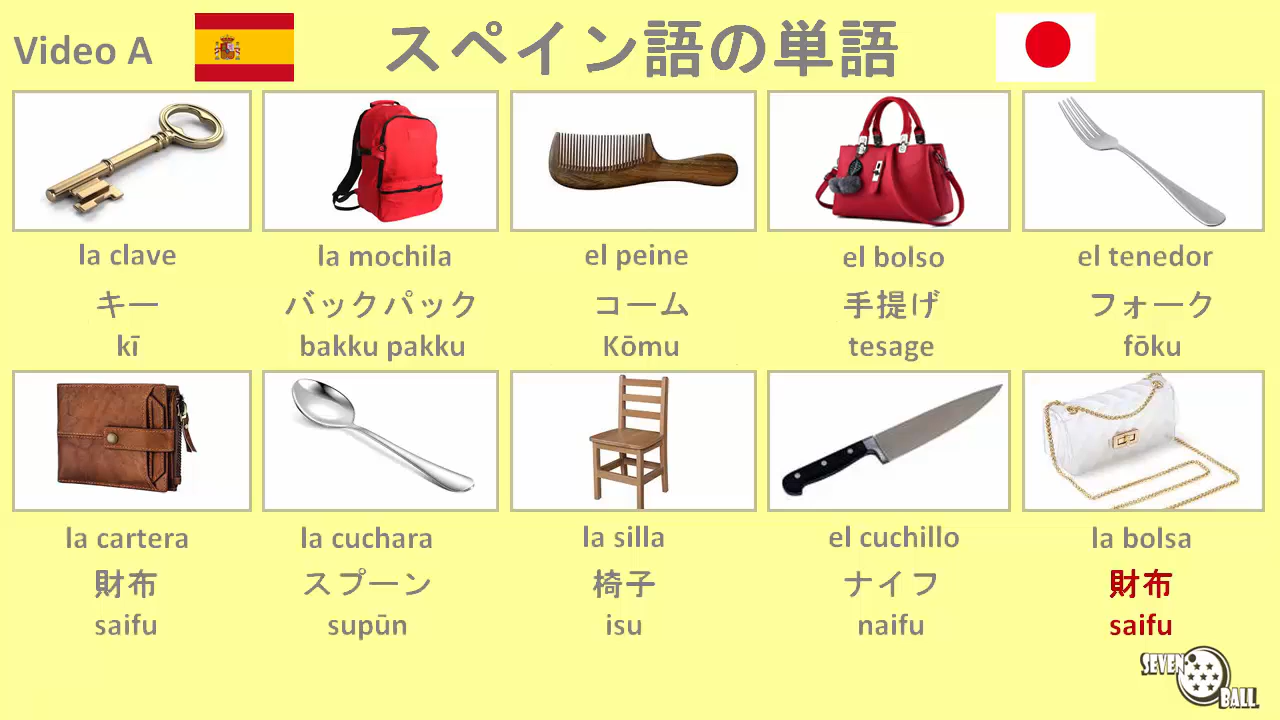 Video A
スペイン語の単語
la clave
la mochila
el peine
el bolso
el tenedor
キー
バックパック
コーム
手提げ
フォーク
kī
bakku pakku
Kōmu
tesage
fōku
la cartera
la cuchara
la silla
el cuchillo
la bolsa
財布
スプーン
椅子
ナイフ
財布
saifu
supūn
isu
naifu
saifu
SEVEN
BALL